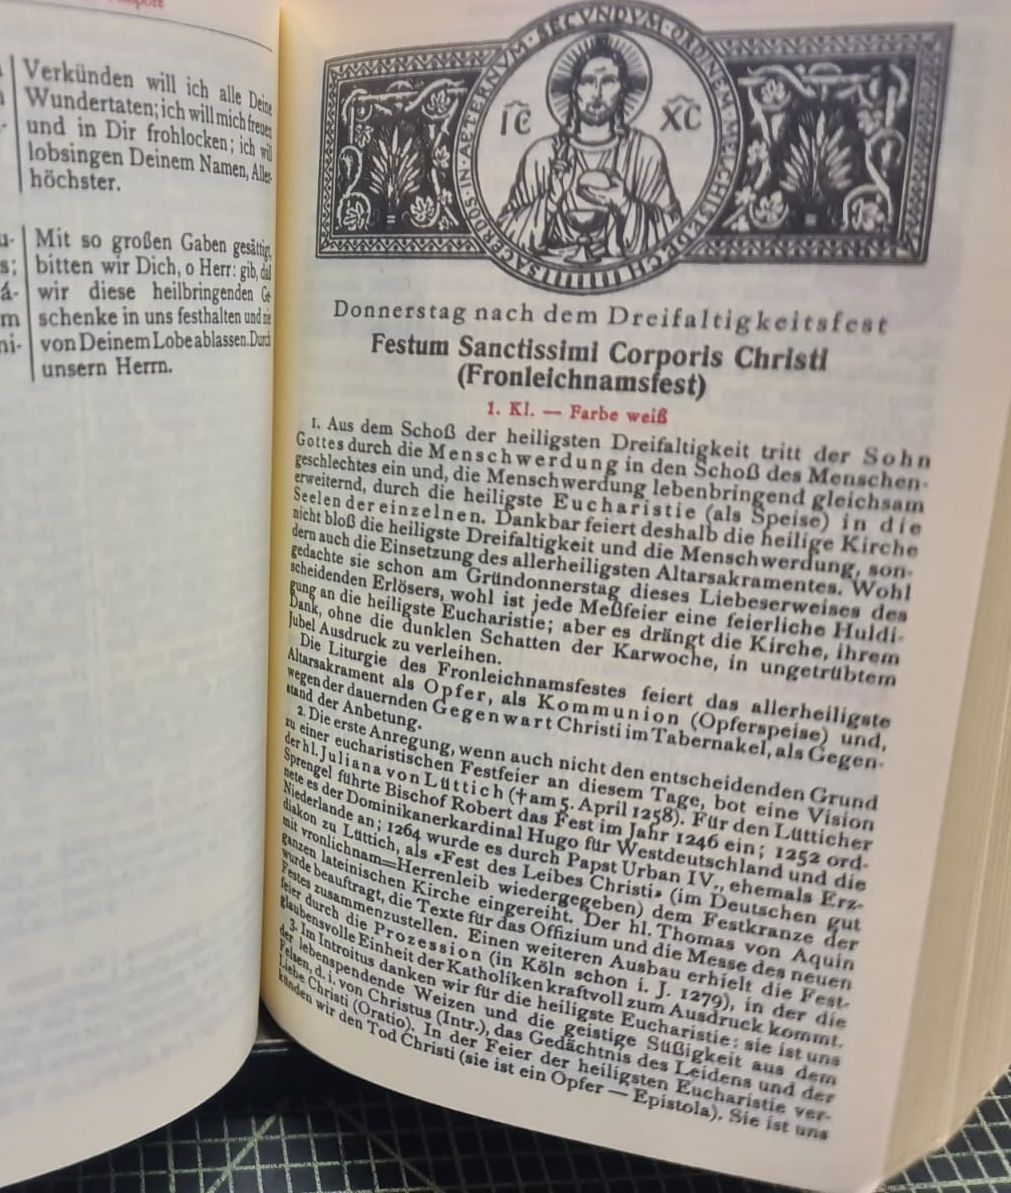 Verkünden will ich alle Deine
Wundertaten; ich will mich freuen
und in Dir frohlocken; ich will
lobsingen Deinem Namen, Aller-
höchster.
u-
s;
á-
m
ni-
Mit so großen Gaben gesättigt,
bitten wir Dich, o Herr: gib, daß
wir diese heilbringenden Ge-
schenke in uns festhalten und nie
von Deinem Lobe ablassen. Durch
unsern Herrn.
SACERDOS·IN·AETERNUM·SECVNDVM·ORDINEM·MELCHISEDECH
IC XC
Donnerstag nach dem Dreifaltigkeitsfest
Festum Sanctissimi Corporis Christi
(Fronleichnamsfest)
1. Kl. — Farbe weiß
1. Aus dem Schoß der heiligsten Dreifaltigkeit tritt der Sohn
Gottes durch die Menschwerdung in den Schoß des Menschen-
geschlechtes ein und, die Menschwerdung lebenbringend gleichsam
erweiternd, durch die heiligste Eucharistie (als Speise) in die
Seelen der einzelnen. Dankbar feiert deshalb die heilige Kirche
nicht bloß die heiligste Dreifaltigkeit und die Menschwerdung, son-
dern auch die Einsetzung des allerheiligsten Altarsakramentes. Wohl
gedachte sie schon am Gründonnerstag dieses Liebeserweises des
scheidenden Erlösers, wohl ist jede Meßfeier eine feierliche Huldi-
gung an die heiligste Eucharistie; aber es drängt die Kirche, ihrem
Dank, ohne die dunklen Schatten der Karwoche, in ungetrübtem
Jubel Ausdruck zu verleihen.
Die Liturgie des Fronleichnamsfestes feiert das allerheiligste
Altarsakrament als Opfer, als Kommunion (Opferspeise) und,
wegen der dauernden Gegenwart Christi im Tabernakel, als Gegen-
stand der Anbetung.
2. Die erste Anregung, wenn auch nicht den entscheidenden Grund
zu einer eucharistischen Festfeier an diesem Tage, bot eine Vision
der hl. Juliana von Lüttich († am 5. April 1258). Für den Lütticher
Sprengel führte Bischof Robert das Fest im Jahr 1246 ein; 1252 ord-
nete es der Dominikanerkardinal Hugo für Westdeutschland und die
Niederlande an; 1264 wurde es durch Papst Urban IV., ehemals Erz-
diakon zu Lüttich, als «Fest des Leibes Christi» (im Deutschen gut
mit vronlichnam=Herrenleib wiedergegeben) dem Festkranze der
ganzen lateinischen Kirche eingereiht. Der hl. Thomas von Aquin
wurde beauftragt, die Texte für das Offizium und die Messe des neuen
Festes zusammenzustellen. Einen weiteren Ausbau erhielt die Fest-
feier durch die Prozession (in Köln schon i. J. 1279), in der die
glaubensvolle Einheit der Katholiken kraftvoll zum Ausdruck kommt.
3. Im Introitus danken wir für die heiligste Eucharistie; sie ist uns
der lebenspendende Weizen und die geistige Süßigkeit aus dem
Felsen, d. i. von Christus (Intr.), das Gedächtnis des Leidens und der
Liebe Christi (Oratio). In der Feier der heiligsten Eucharistie ver-
künden wir den Tod Christi (sie ist ein Opfer — Epistola). Sie ist uns